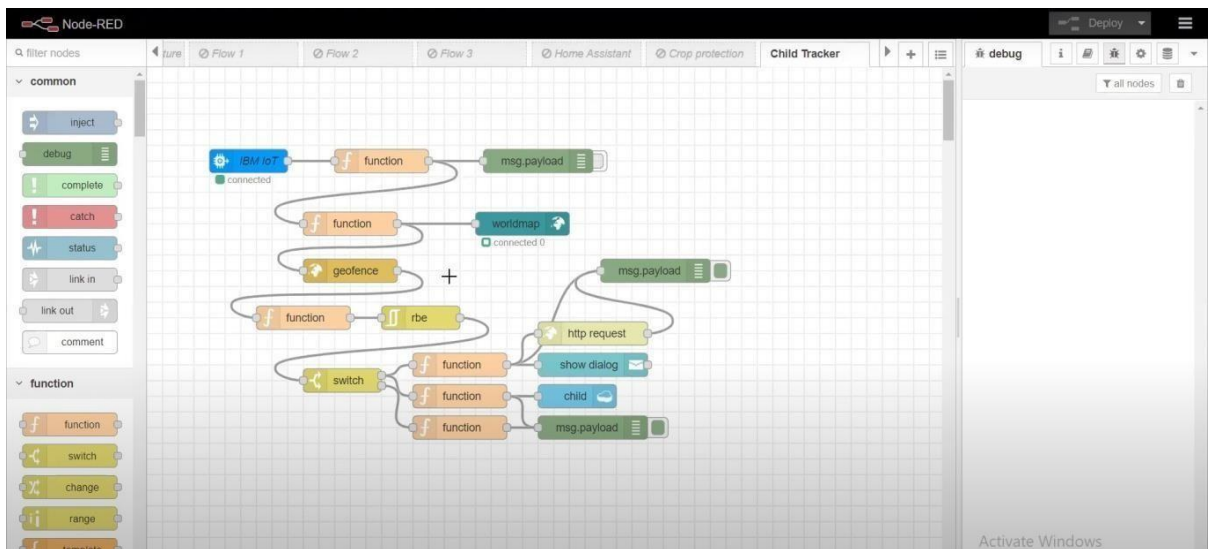 Node-RED
Deploy
filter nodes
ture
Flow 1
Flow 2
Flow 3
Home Assistant
Crop protection
Child Tracker
debug
i
all nodes
common
inject
debug
complete
catch
status
link in
link out
comment
function
function
switch
change
range
template
IBM IoT
connected
function
msg.payload
function
worldmap
connected 0
geofence
msg.payload
function
rbe
http request
function
show dialog
switch
function
child
function
msg.payload
Activate Windows